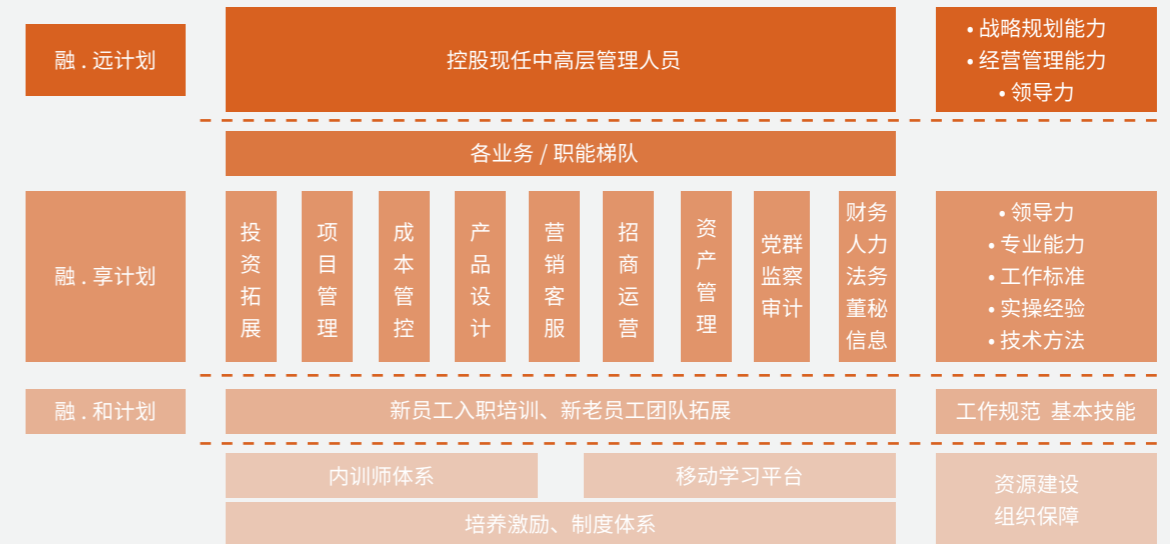 融 . 远计划
控股现任中高层管理人员
• 战略规划能力
• 经营管理能力
• 领导力
各业务 / 职能梯队
融 . 享计划
投资拓展
项目管理
成本管控
产品设计
营销客服
招商运营
资产管理
党群
监察
审计
财务
人力
法务
董秘
信息
• 领导力
• 专业能力
• 工作标准
• 实操经验
• 技术方法
融 . 和计划
新员工入职培训、新老员工团队拓展
工作规范 基本技能
内训师体系
移动学习平台
培养激励、制度体系
资源建设
组织保障